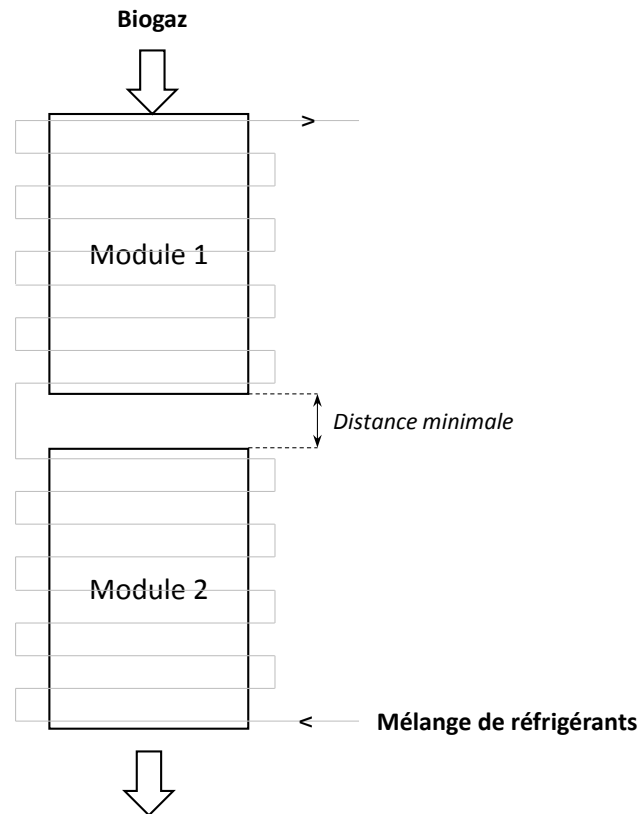 Biogaz
Module 1
Distance minimale
Module 2
Mélange de réfrigérants